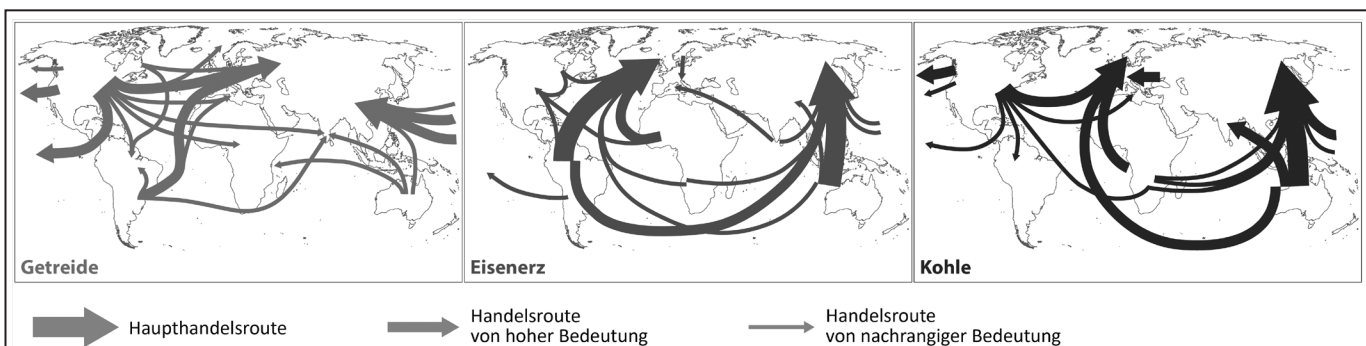 Getreide
Eisenerz
Kohle
Haupthandelsroute
Handelsroute
von hoher Bedeutung
Handelsroute
von nachrangiger Bedeutung